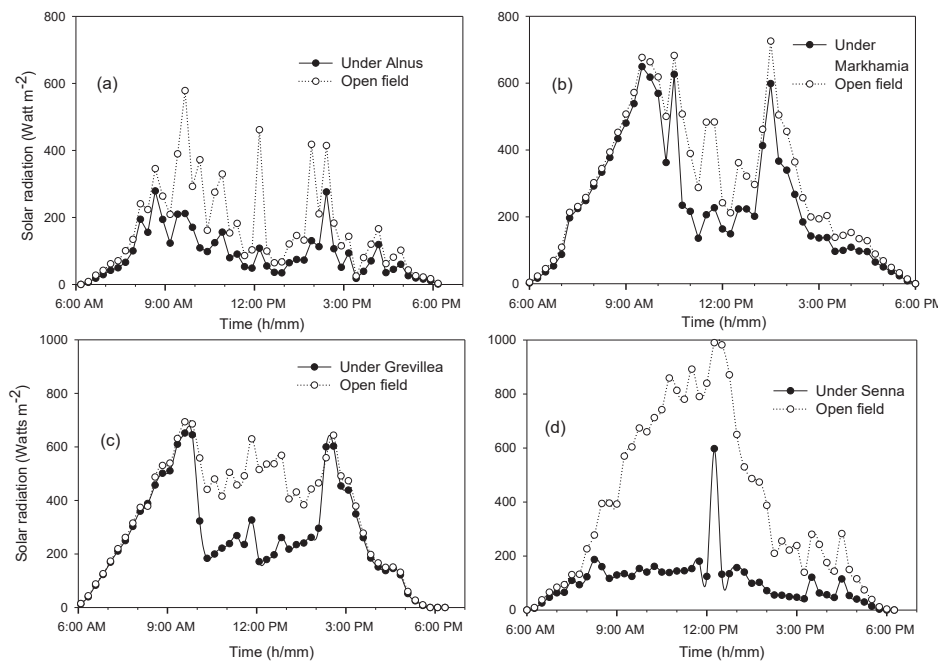 800
600
400
200
0
Solar radiation (Watt m-2)
(a)
Under Alnus
Open field
6:00 AM 9:00 AM 12:00 PM 3:00 PM 6:00 PM
Time (h/mm)
800
600
400
200
0
(b)
Under
Markhamia
Open field
6:00 AM 9:00 AM 12:00 PM 3:00 PM 6:00 PM
Time (h/mm)
1000
800
600
400
200
0
Solar radiation (Watts m-2)
(c)
Under Grevillea
Open field
6:00 AM 9:00 AM 12:00 PM 3:00 PM 6:00 PM
Time (h/mm)
1000
800
600
400
200
0
(d)
Under Senna
Open field
6:00 AM 9:00 AM 12:00 PM 3:00 PM 6:00 PM
Time (h/mm)